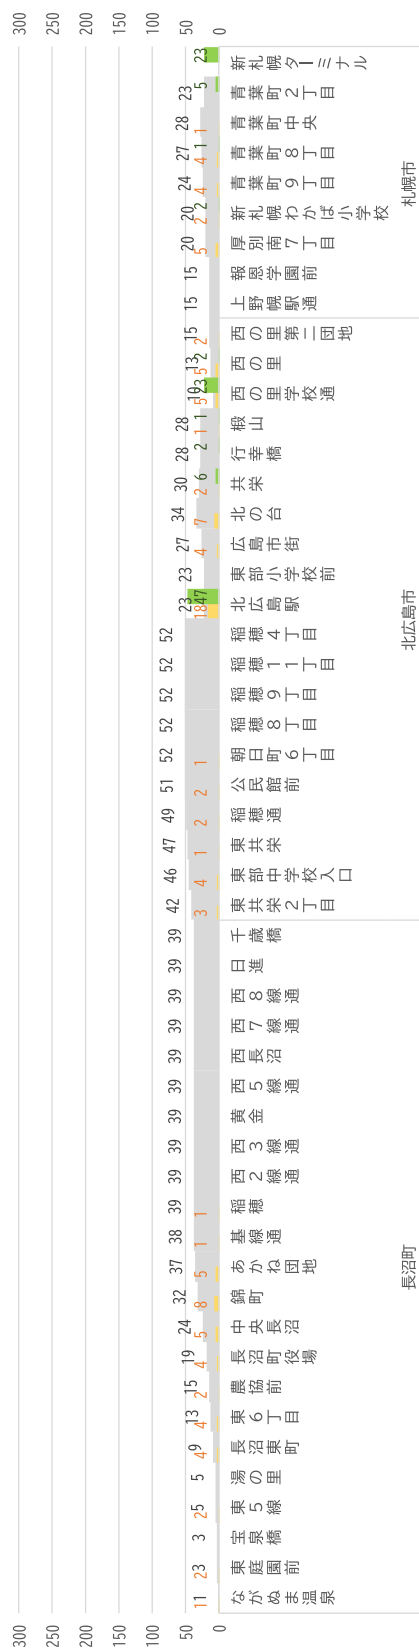 300 250 200 150 100 50 0
23 新札幌ターミナル
23 5 青葉町２丁目
28 1 青葉町中央
27 4 1 青葉町８丁目
24 4 青葉町９丁目
20 2 2 新札幌わかば小学校
20 5 厚別南７丁目
15 報恩学園前
15 上野幌駅通
札幌市
15 2 西の里第二団地
13 5 2 西の里
10 5 23 西の里学校通
28 1 1 椴山
28 2 行幸橋
30 2 6 共栄
34 7 北の台
27 4 広島市街
23 東部小学校前
23 18 47 北広島駅
52 稲穂４丁目
52 稲穂１１丁目
52 稲穂９丁目
52 稲穂８丁目
52 1 朝日町６丁目
51 2 公民館前
49 2 稲穂通
47 1 東共栄
46 4 東部中学校入口
42 3 東共栄２丁目
北広島市
39 千歳橋
39 日進
39 西８線通
39 西７線通
39 西長沼
39 西５線通
39 黄金
39 西３線通
39 西２線通
39 1 稲穂
38 1 基線通
37 5 あかね団地
32 8 錦町
24 5 中央長沼
19 4 長沼町役場
15 2 農協前
13 4 東６丁目
9 4 長沼東町
5 湯の里
5 2 東５線
3 宝泉橋
3 2 東庭園前
1 1 ながぬま温泉
長沼町
300 250 200 150 100 50 0